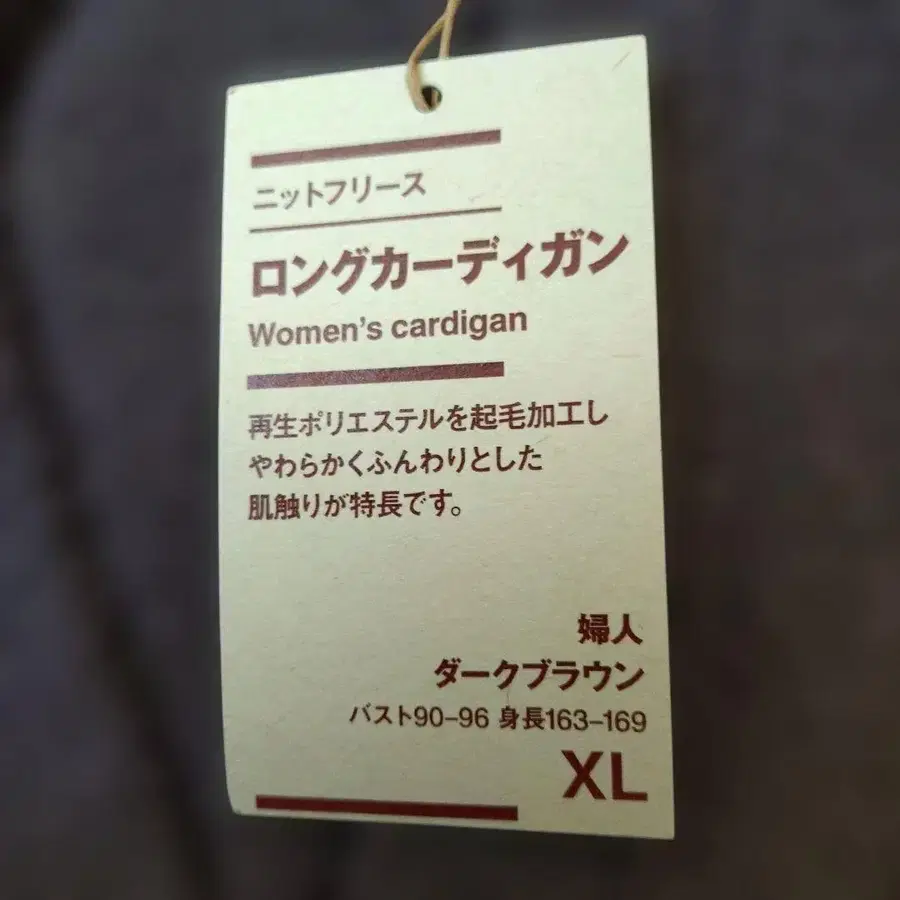 ニットフリース
ロングカーディガン
Women's cardigan
再生ポリエステルを起毛加工し
やわらかくふんわりとした
肌触りが特長です。
婦人
ダークブラウン
バスト90-96 身長163-169
XL